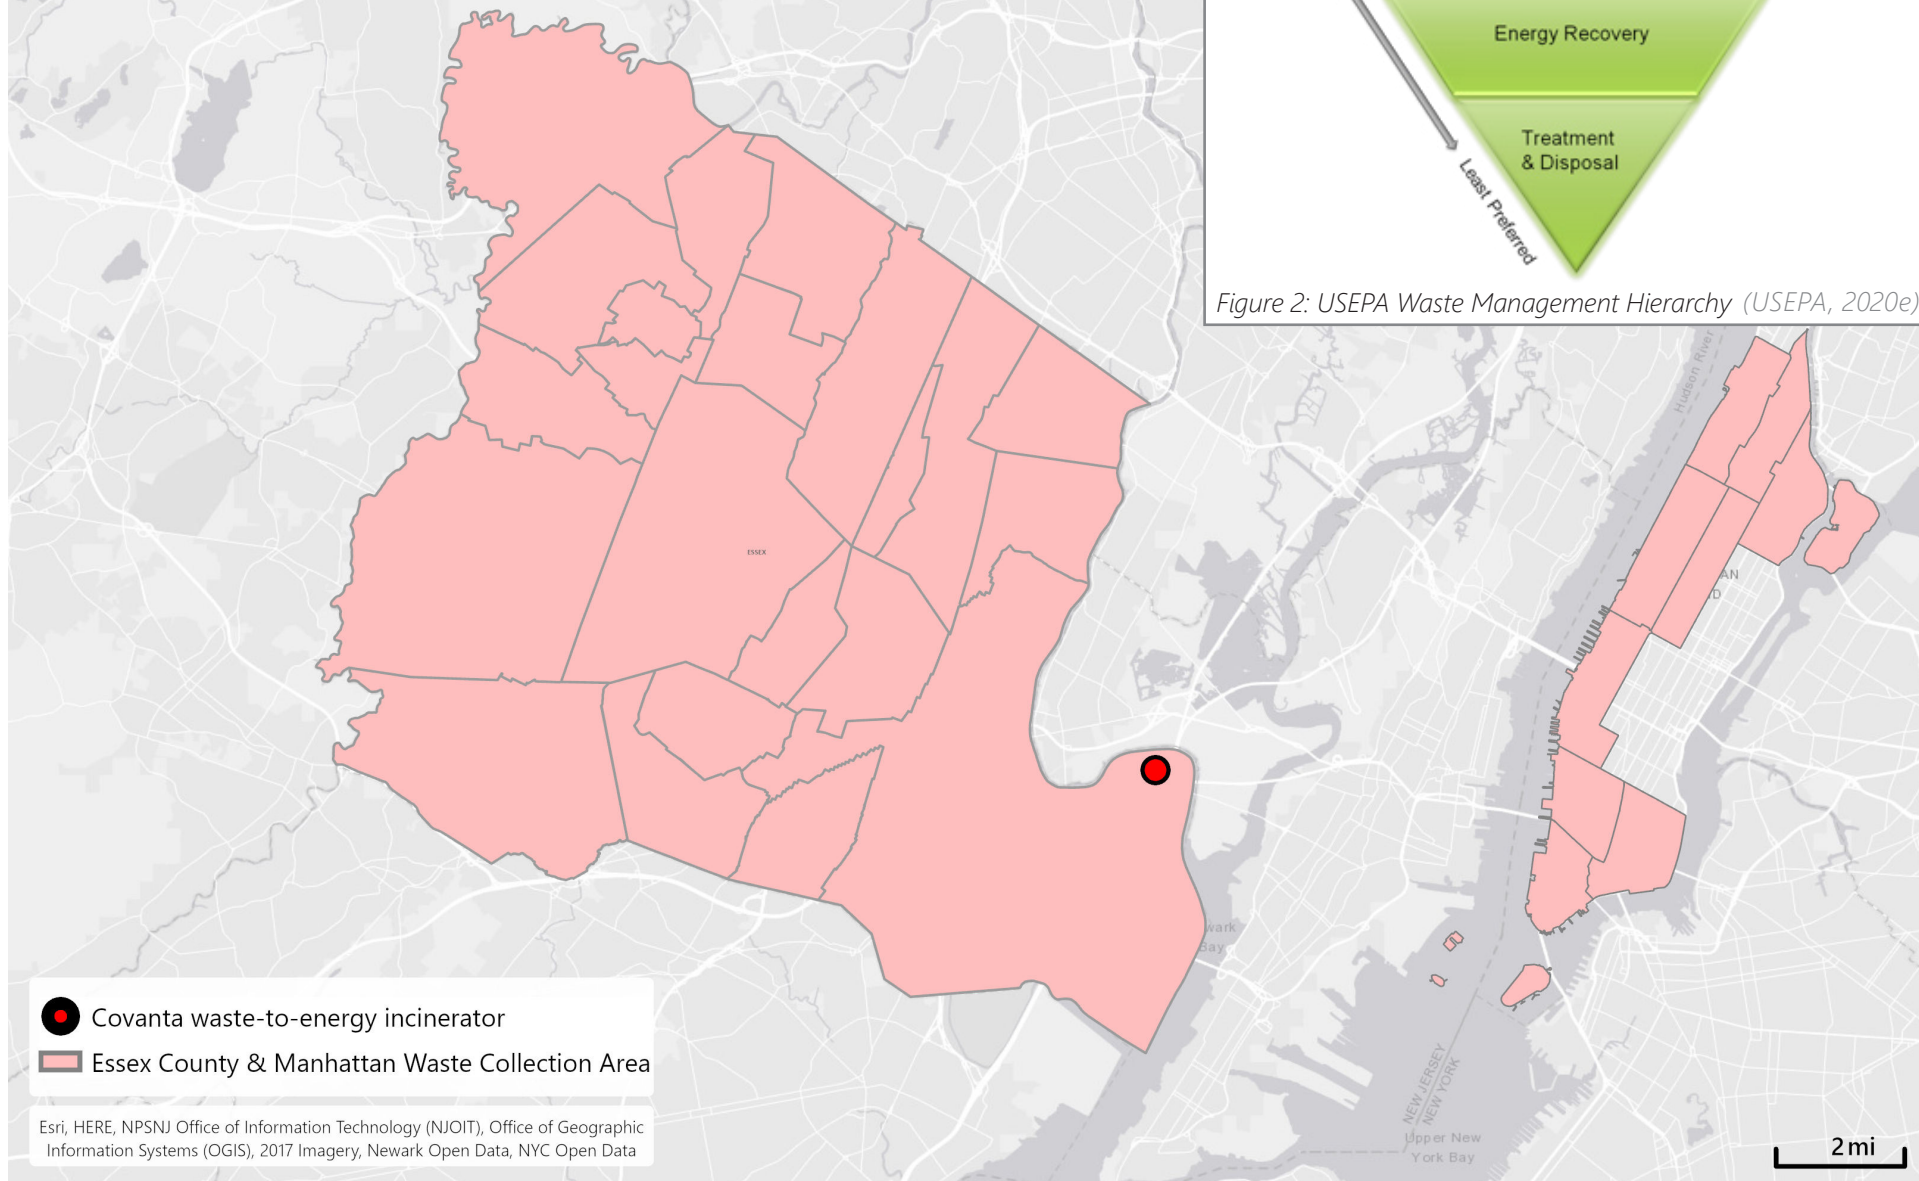 Energy Recovery
Treatment
& Disposal
Least Preferred
Figure 2: USEPA Waste Management Hierarchy (USEPA, 2020e)
Hudson River
ESSEX
AN
D
wark
Bay
NEW JERSEY
NEW YORK
Upper New
York Bay
Covanta waste-to-energy incinerator
Essex County & Manhattan Waste Collection Area
Esri, HERE, NPSNJ Office of Information Technology (NJOIT), Office of Geographic
Information Systems (OGIS), 2017 Imagery, Newark Open Data, NYC Open Data
2 mi